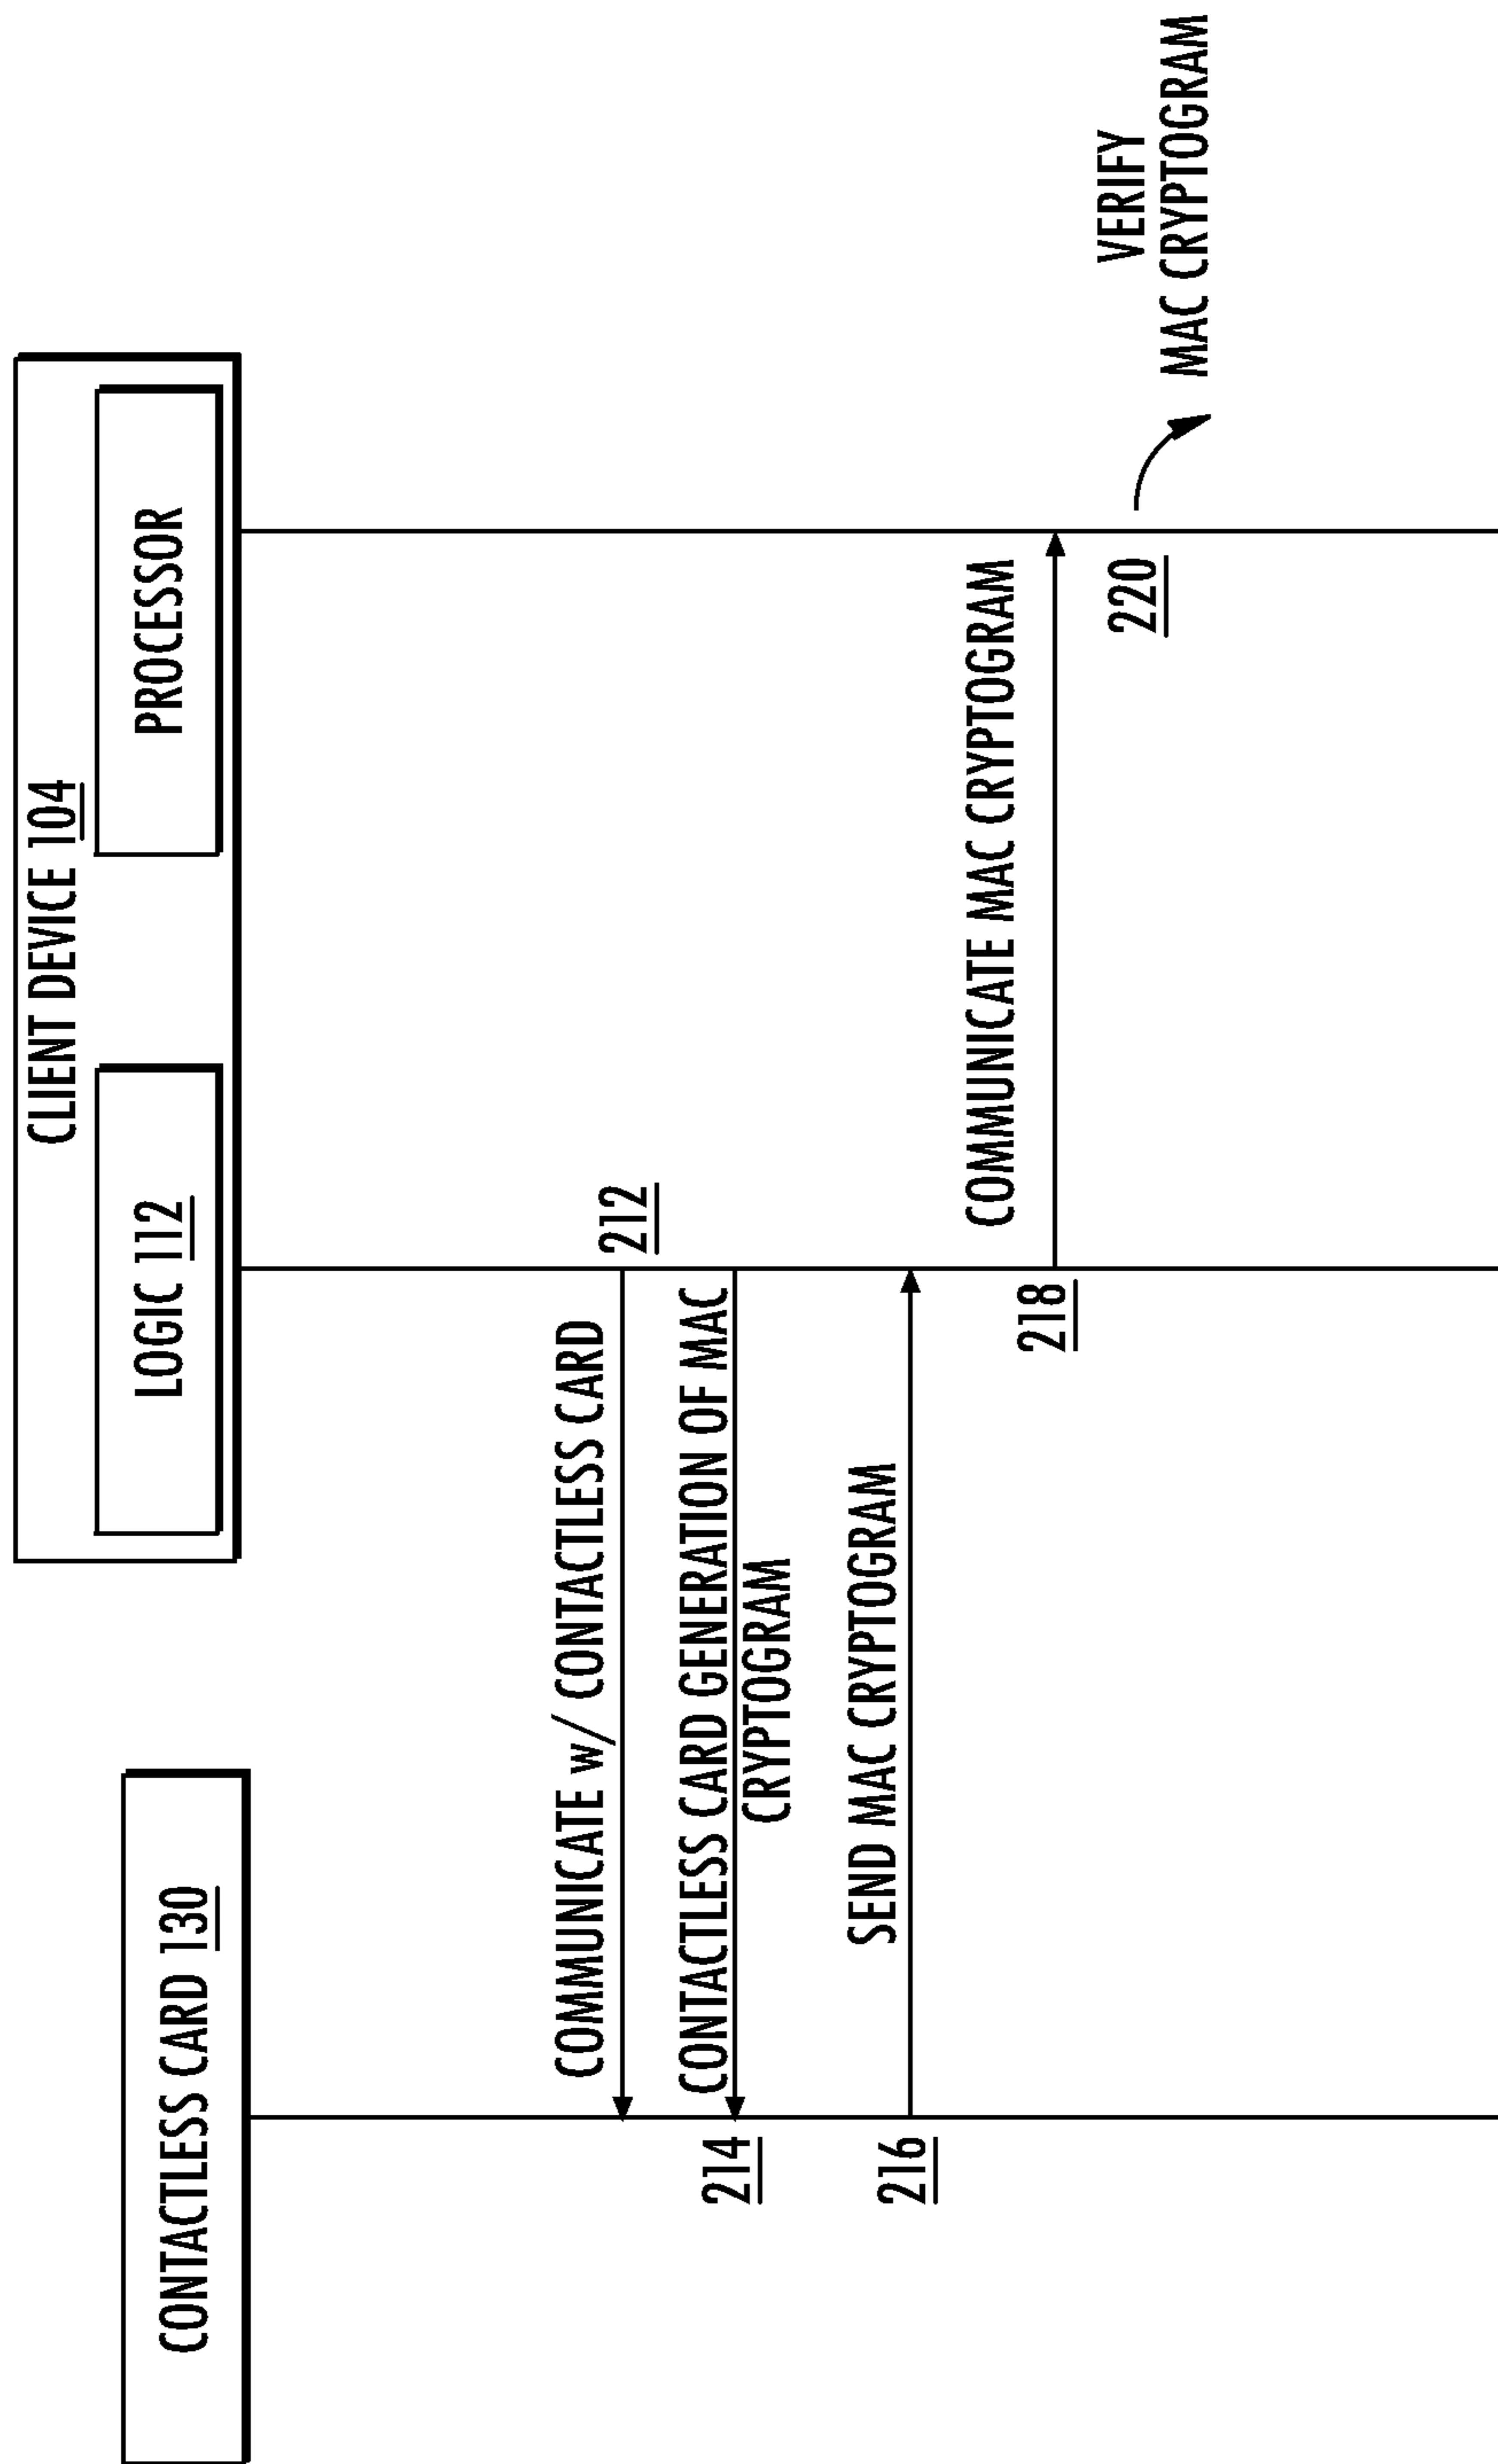 CONTACTLESS CARD 130
CLIENT DEVICE 104
LOGIC 112
PROCESSOR
COMMUNICATE w/ CONTACTLESS CARD
212
CONTACTLESS CARD GENERATION OF MAC
CRYPTOGRAM
214
SEND MAC CRYPTOGRAM
216
COMMUNICATE MAC CRYPTOGRAM
218
220
VERIFY
MAC CRYPTOGRAM